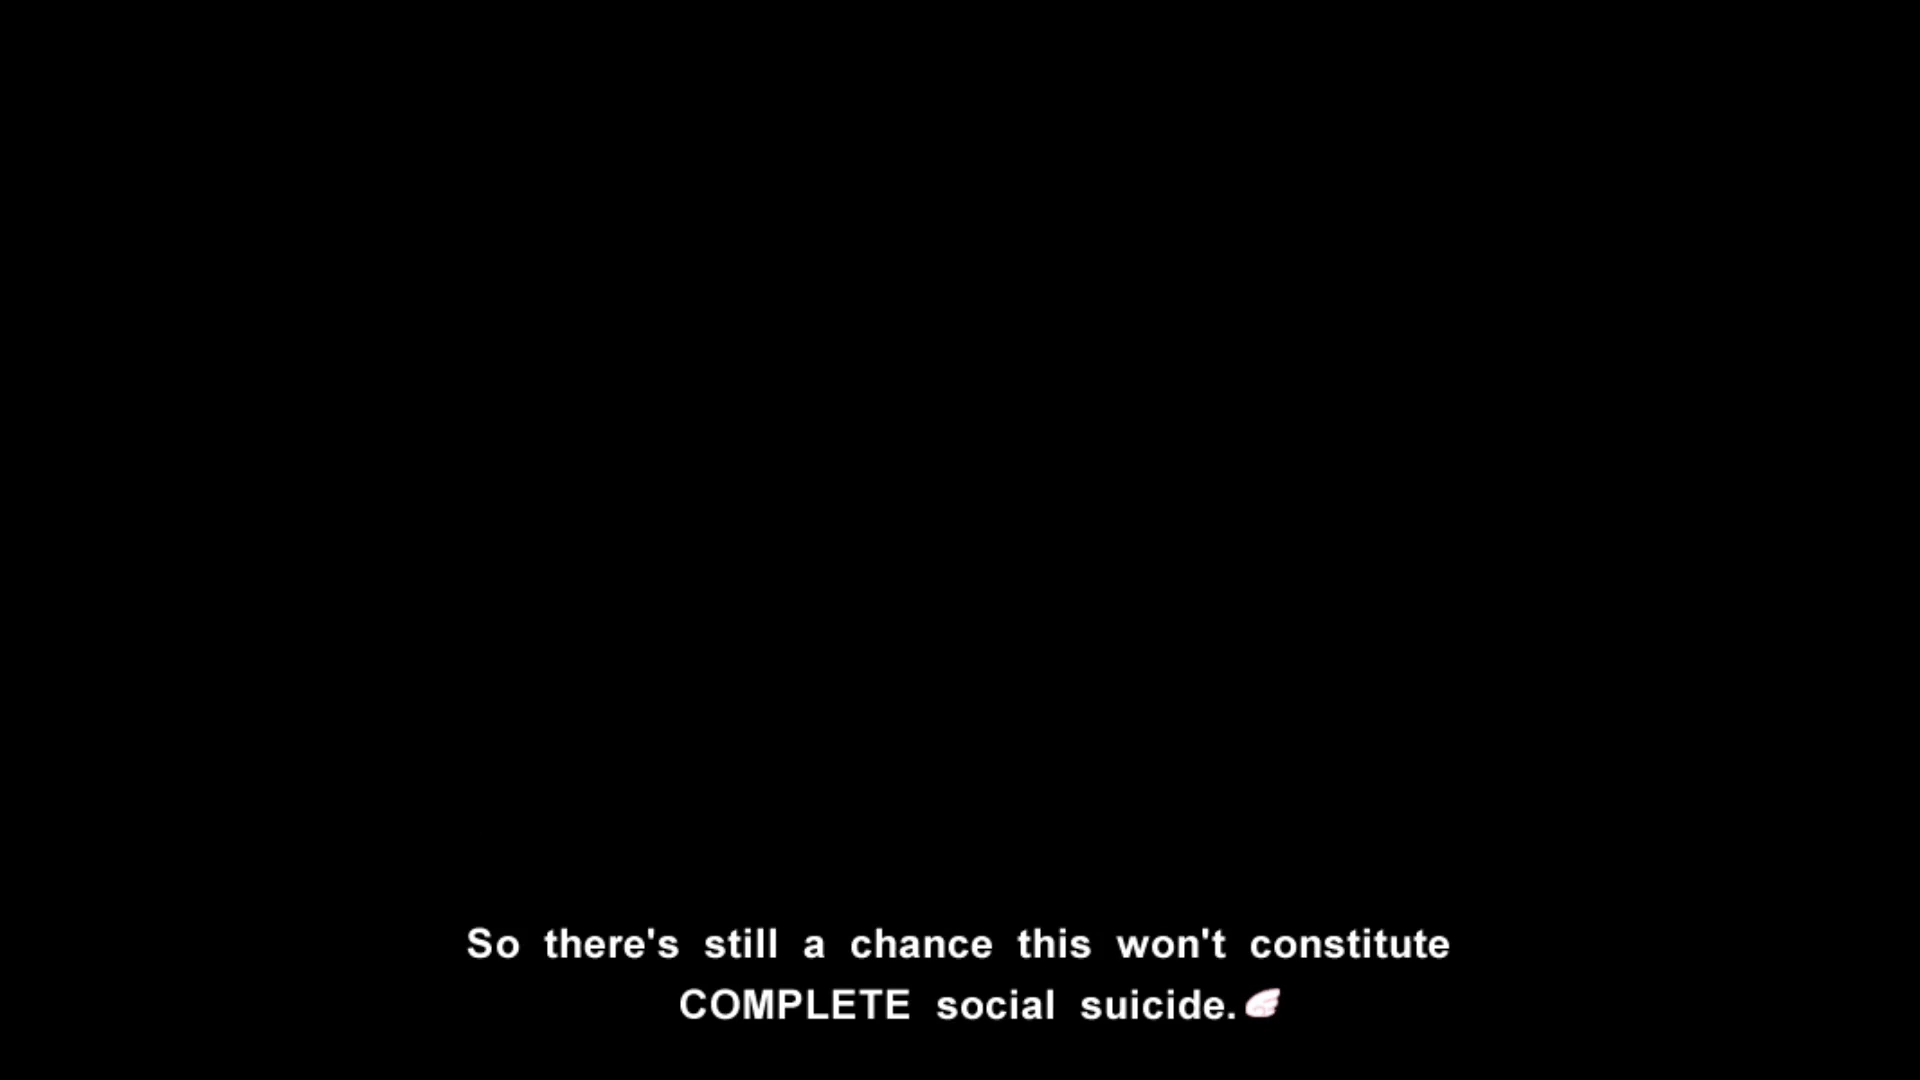 So there's still a chance this won't constitute
COMPLETE social suicide.